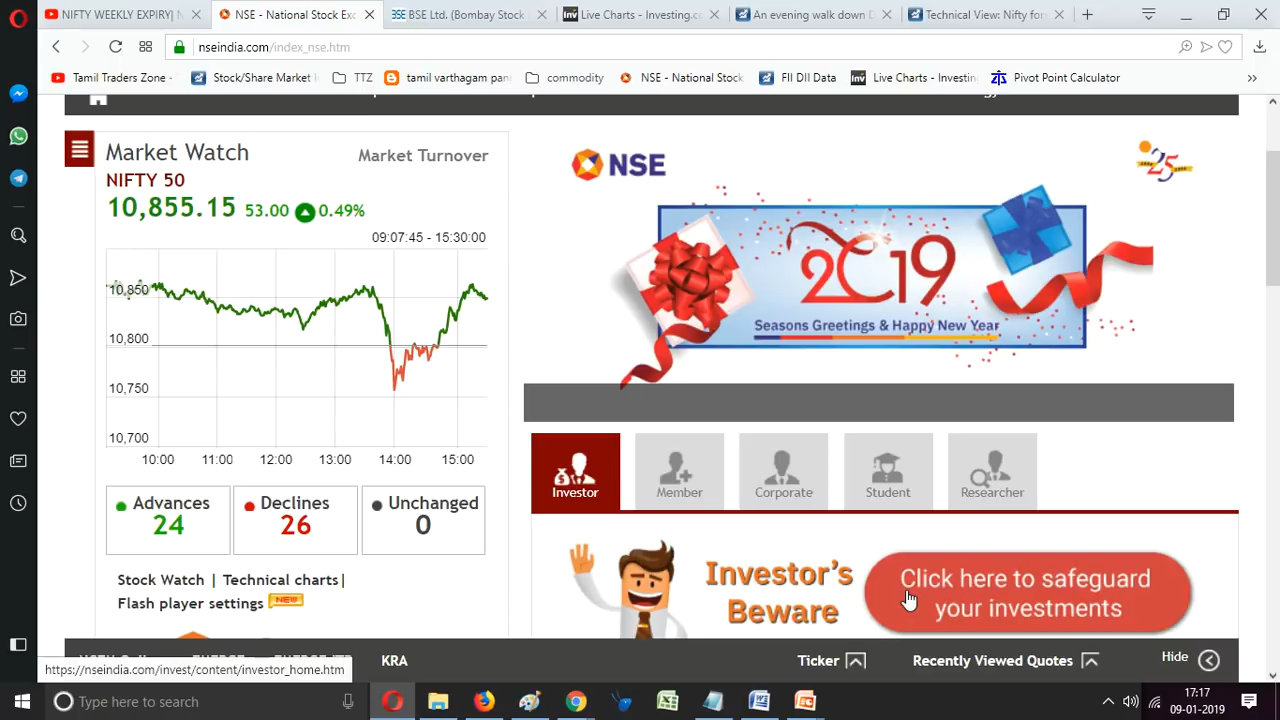 NIFTY WEEKLY EXPIRY| N
NSE - National Stock Exc
BSE Ltd. (Bombay Stock
Live Charts - Investing.c
An evening walk down D
Technical View: Nifty for
nseindia.com/index_nse.htm
Tamil Traders Zone -
Stock/Share Market
TTZ
tamil varthagam pan
commodity
NSE - National Stock
FII DII Data
Live Charts - Investin
Pivot Point Calculator
Market Watch
Market Turnover
NIFTY 50
10,855.15 53.00 0.49%
09:07:45 - 15:30:00
10,850
10,800
10,750
10,700
10:00 11:00 12:00 13:00 14:00 15:00
Advances
24
Declines
26
Unchanged
0
Stock Watch | Technical charts|
Flash player settings NEW
NSE
25
2019
Seasons Greetings & Happy New Year
Investor
Member
Corporate
Student
Researcher
Investor's
Beware
Click here to safeguard
your investments
KRA
Ticker
Recently Viewed Quotes
Hide
https://nseindia.com/invest/content/investor_home.htm
Type here to search
17:17
09-01-2019